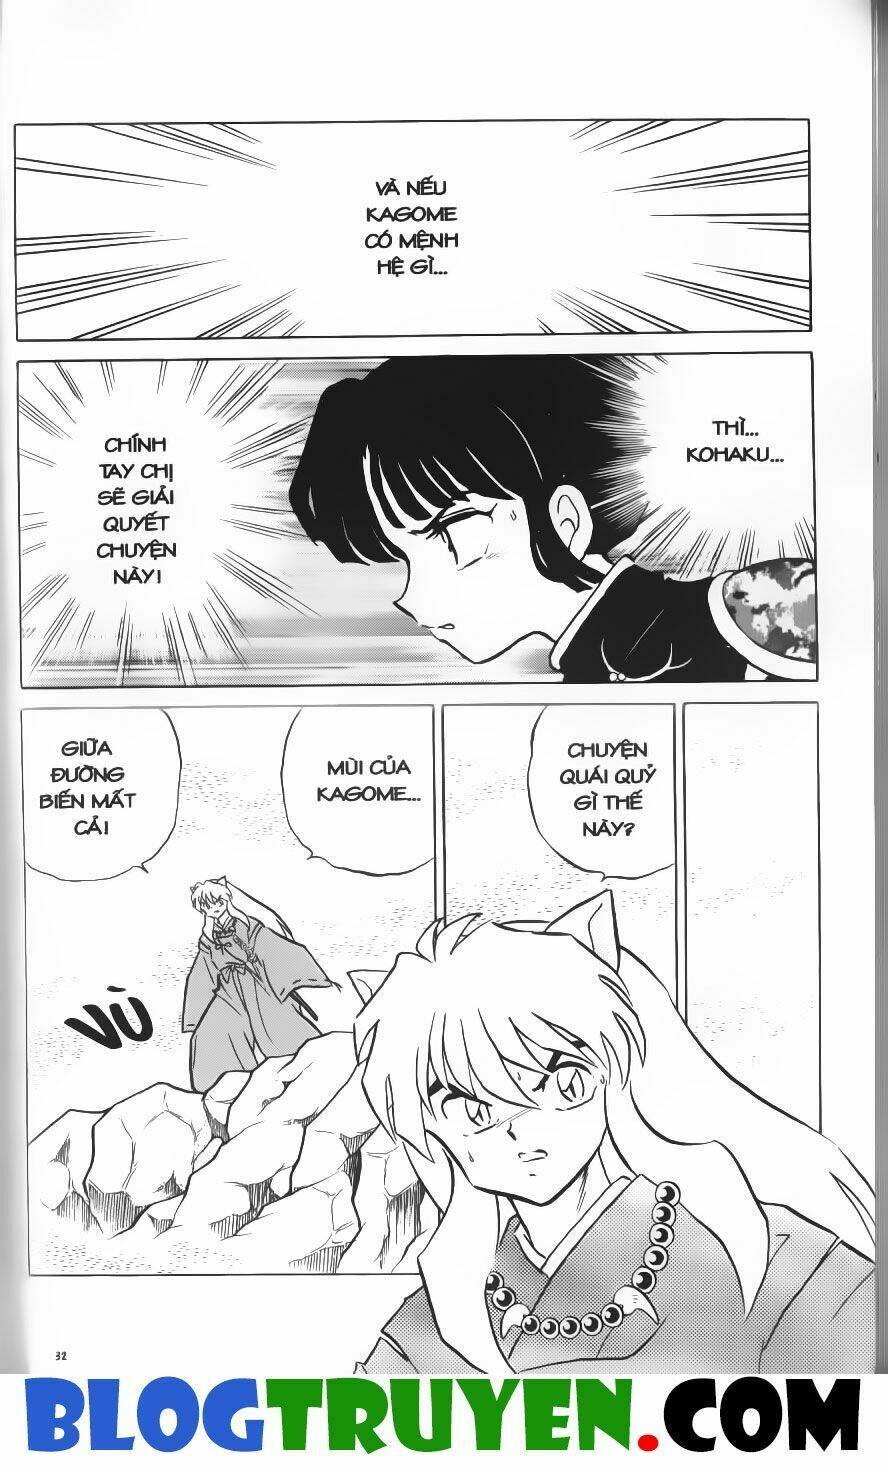 VÀ NẾU
KAGOME
CÓ MỆNH
HỆ GÌ...
THÌ...
KOHAKU...
CHÍNH
TAY CHỊ
SẼ GIẢI
QUYẾT
CHUYỆN
NÀY!
CHUYỆN
QUÁI QUỶ
GÌ THẾ
NÀY?
MÙI CỦA
KAGOME...
GIỮA
ĐƯỜNG
BIẾN MẤT
CẢ!
VÙ
32
BLOGTRUYEN.COM